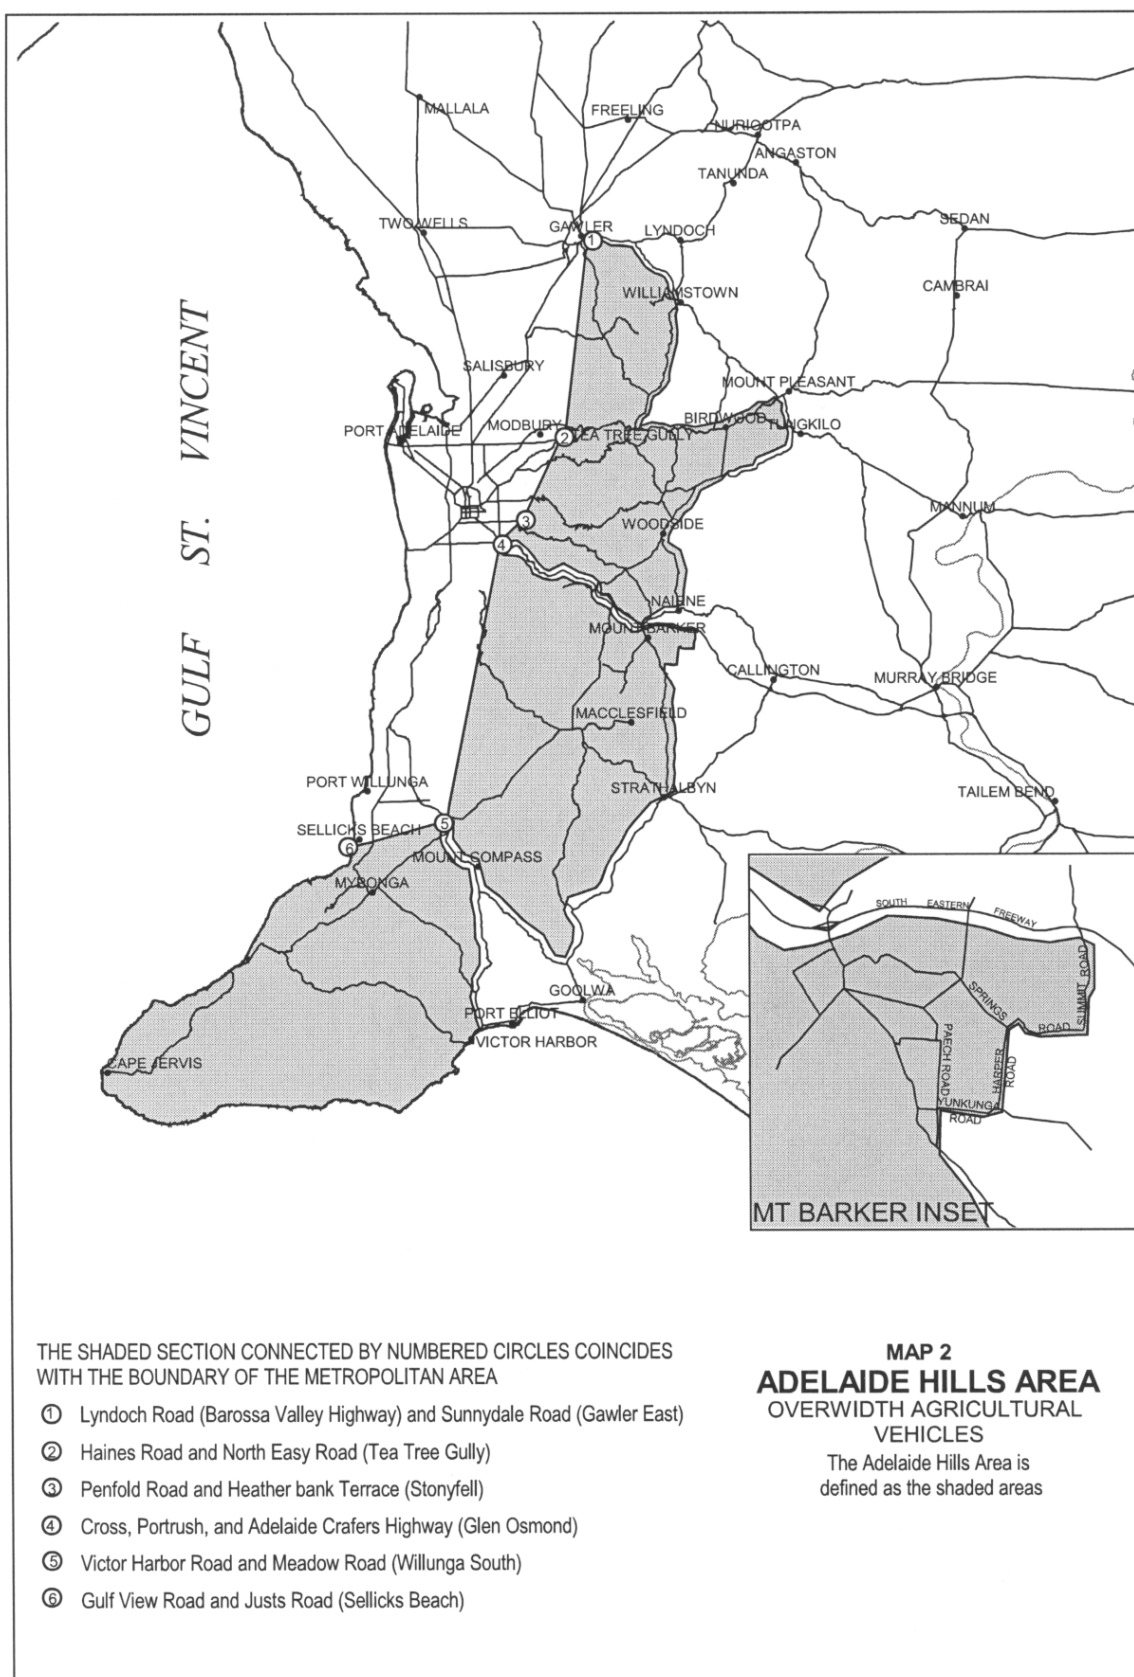 MALLALA
FREELING
NURIOOTPA
ANGASTON
TANUNDA
TWO WELLS
GAWLER
LYNDOCH
SEDAN
1
WILLIAMSTOWN
CAMBRAI
SALISBURY
MOUNT PLEASANT
PORT ADELAIDE
MODBURY
2
TEA TREE GULLY
BIRDWOOD
TUNGKILO
GULF ST. VINCENT
MANNUM
3
WOODSIDE
4
NAIRNE
MOUNT BARKER
CALLINGTON
MURRAY BRIDGE
MACCLESFIELD
PORT WILLUNGA
STRATHALBYN
TAILEM BEND
SELLICKS BEACH
5
6
MOUNT COMPASS
MYPONGA
GOOLWA
PORT ELLIOT
VICTOR HARBOR
CAPE JERVIS
SOUTH EASTERN FREEWAY
SPRINGS ROAD
SUMMIT ROAD
PAECH ROAD
HARPER ROAD
YUNKUNGA ROAD
MT BARKER INSET
THE SHADED SECTION CONNECTED BY NUMBERED CIRCLES COINCIDES
WITH THE BOUNDARY OF THE METROPOLITAN AREA
1 Lyndoch Road (Barossa Valley Highway) and Sunnydale Road (Gawler East)
2 Haines Road and North Easy Road (Tea Tree Gully)
3 Penfold Road and Heather bank Terrace (Stonyfell)
4 Cross, Portrush, and Adelaide Crafers Highway (Glen Osmond)
5 Victor Harbor Road and Meadow Road (Willunga South)
6 Gulf View Road and Justs Road (Sellicks Beach)
MAP 2
ADELAIDE HILLS AREA
OVERWIDTH AGRICULTURAL
VEHICLES
The Adelaide Hills Area is
defined as the shaded areas